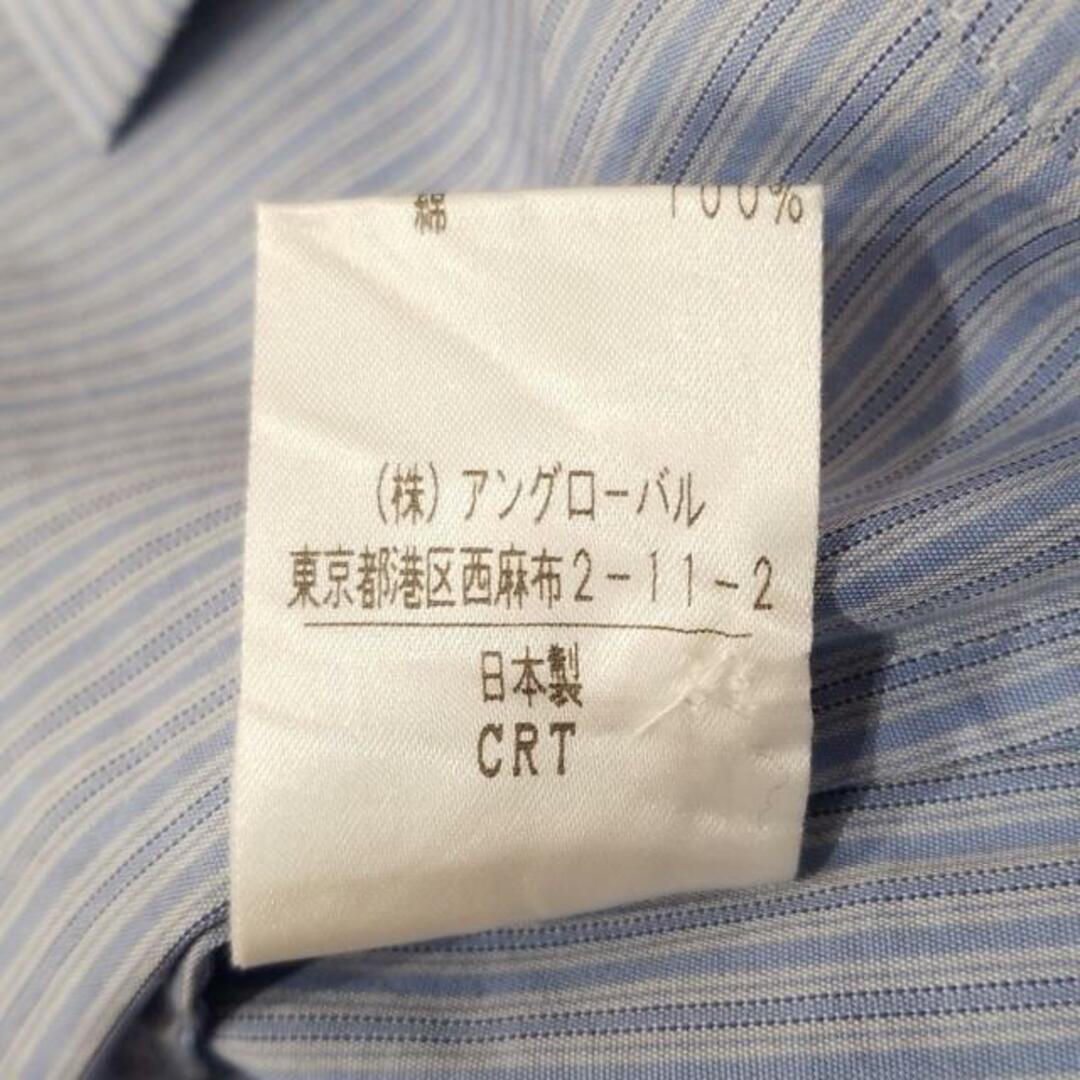 綿 100%
(株)アングローバル
東京都港区西麻布2-11-2
日本製
CRT